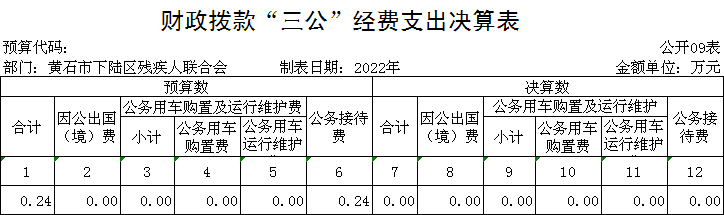 财政拨款“三公”经费支出决算表
预算代码：
公开09表
部门：黄石市下陆区残疾人联合会 制表日期：2022年 金额单位：万元
预算数 决算数
合计 因公出国（境）费 公务用车购置及运行维护费 公务接待费 合计 因公出国（境）费 公务用车购置及运行维护 公务接待费
小计 公务用车购置费 公务用车运行维护 小计 公务用车购置费 公务用车运行维护
1 2 3 4 5 6 7 8 9 10 11 12
0.24 0.00 0.00 0.00 0.00 0.24 0.00 0.00 0.00 0.00 0.00 0.00